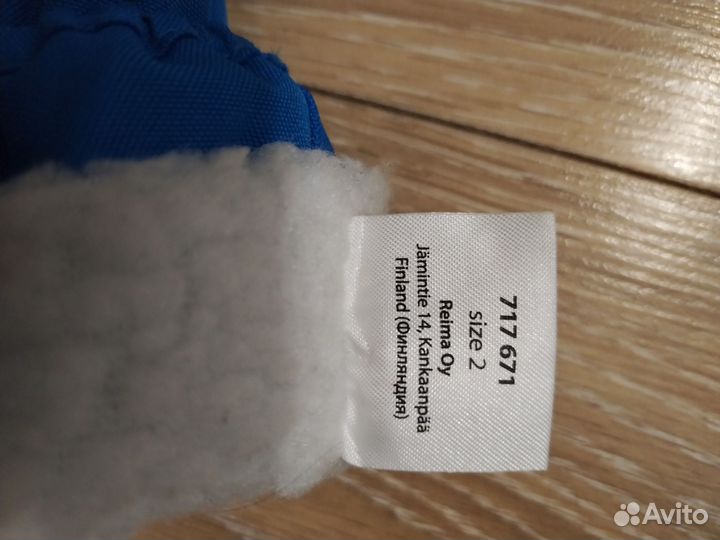 717 671
size 2
Reima Oy
Jämintie 14, Kankaanpää
Finland (Финляндия)
Avito